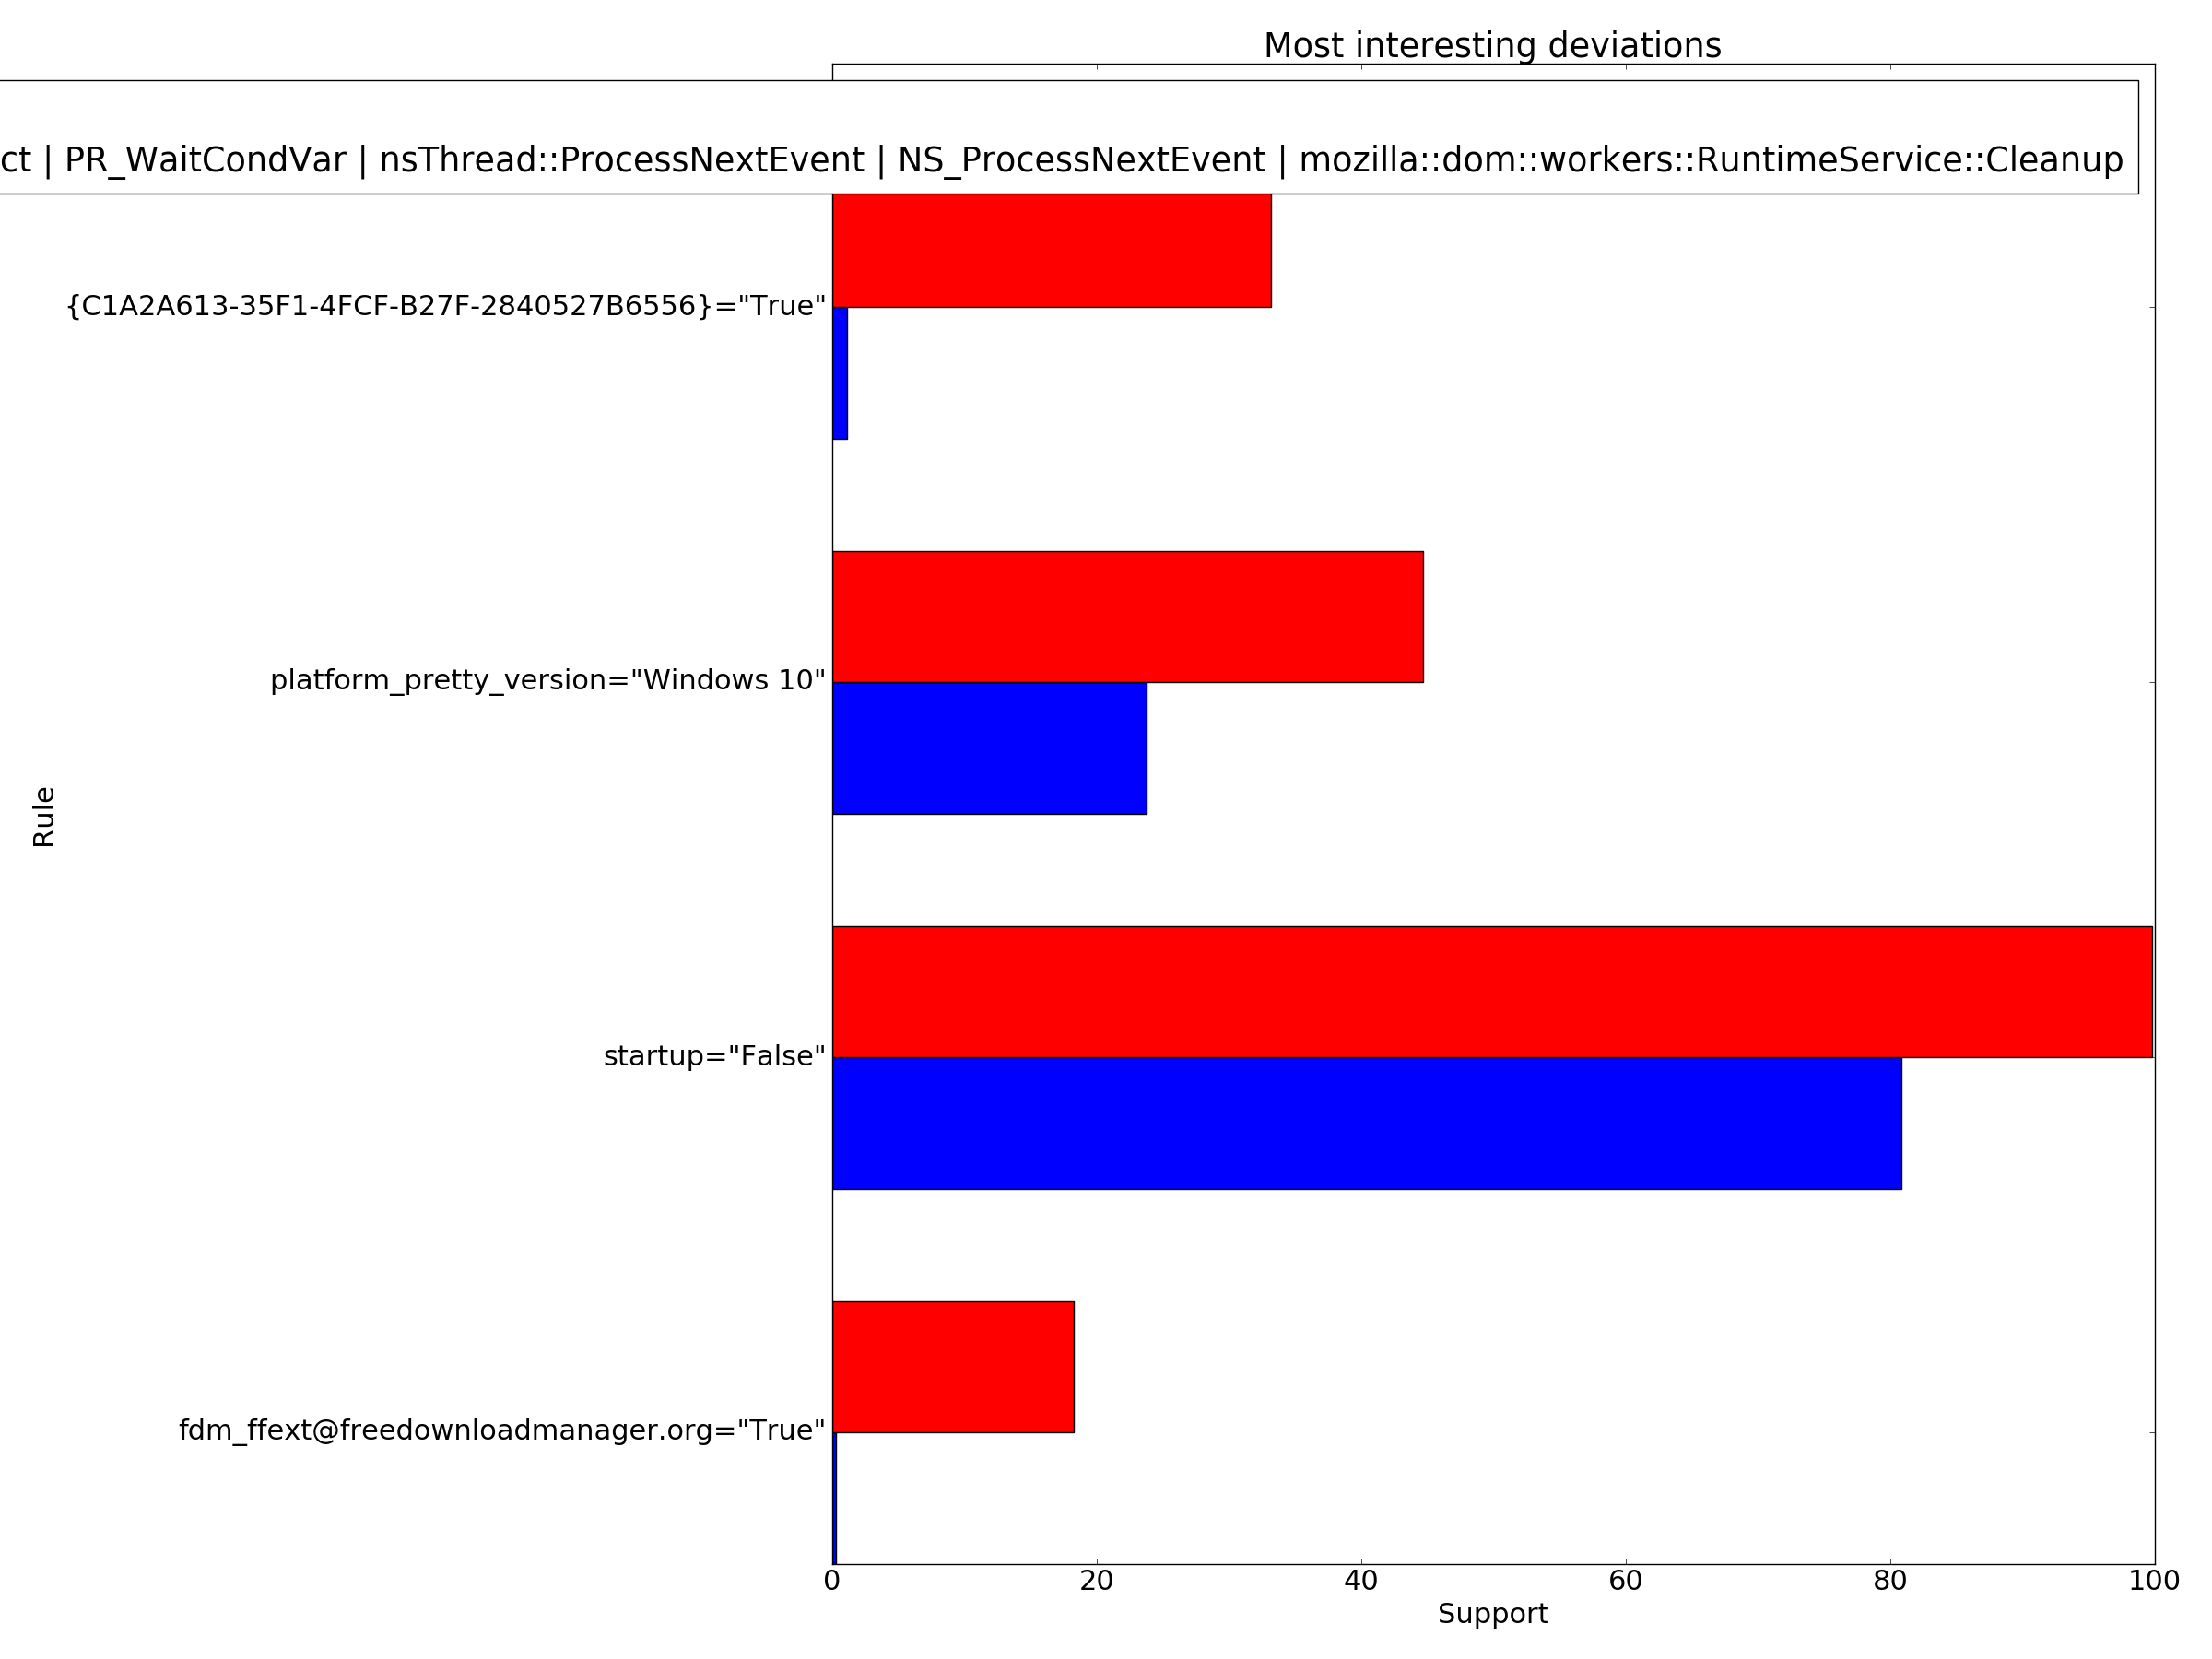 Most interesting deviations
ct | PR_WaitCondVar | nsThread::ProcessNextEvent | NS_ProcessNextEvent | mozilla::dom::workers::RuntimeService::Cleanup
{C1A2A613-35F1-4FCF-B27F-2840527B6556}="True"
platform_pretty_version="Windows 10"
Rule
startup="False"
fdm_ffext@freedownloadmanager.org="True"
0 20 40 60 80 100
Support